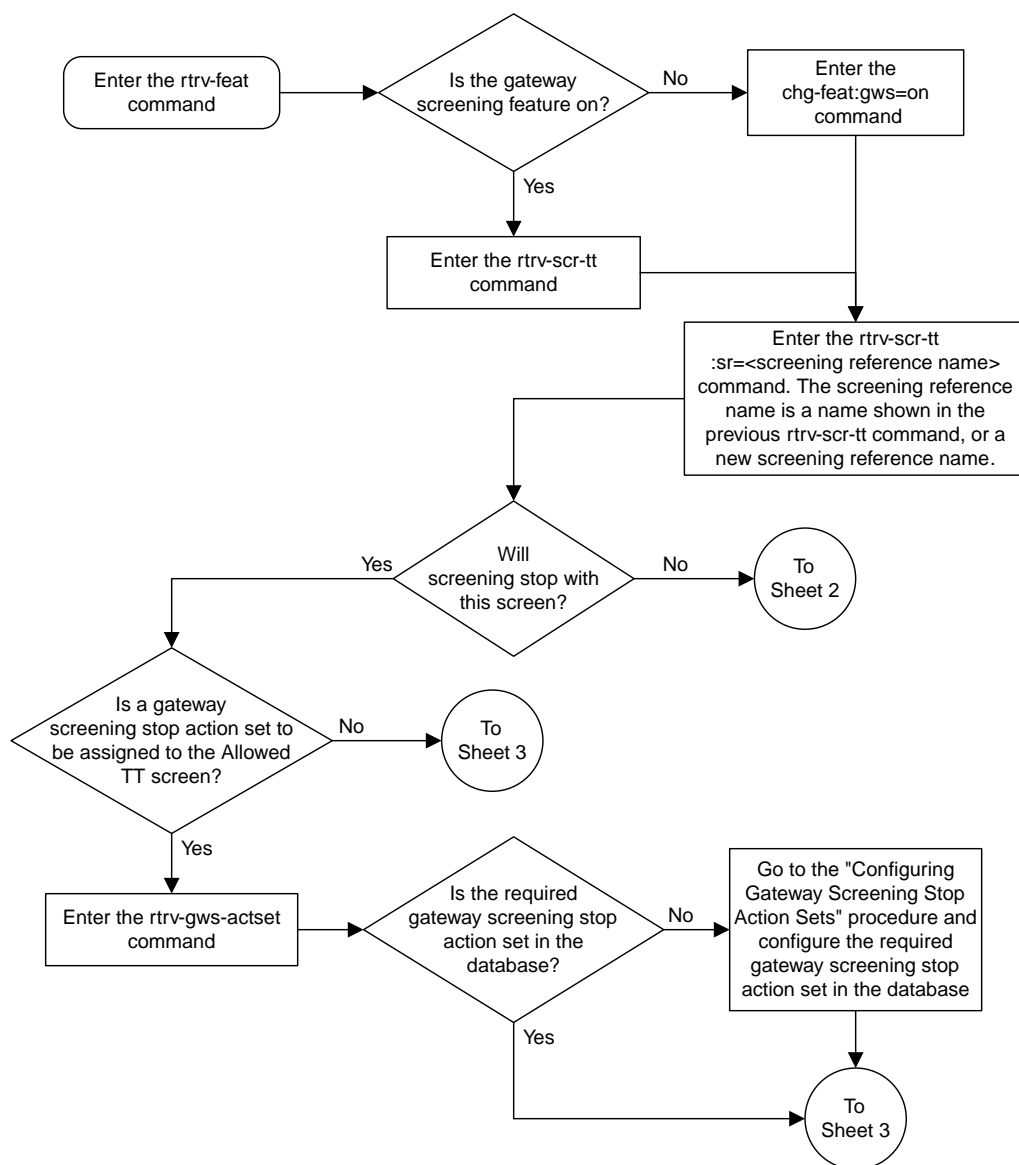 Enter the rtrv-feat
command
Is the gateway
screening feature on?
No
Enter the
chg-feat:gws=on
command
Yes
Enter the rtrv-scr-tt
command
Enter the rtrv-scr-tt
:sr=<screening reference name>
command. The screening reference
name is a name shown in the
previous rtrv-scr-tt command, or a
new screening reference name.
Will
screening stop with
this screen?
Yes
No
To
Sheet 2
Is a gateway
screening stop action set to
be assigned to the Allowed
TT screen?
No
To
Sheet 3
Yes
Enter the rtrv-gws-actset
command
Is the required
gateway screening stop
action set in the
database?
No
Go to the "Configuring
Gateway Screening Stop
Action Sets" procedure and
configure the required
gateway screening stop
action set in the database
Yes
To
Sheet 3